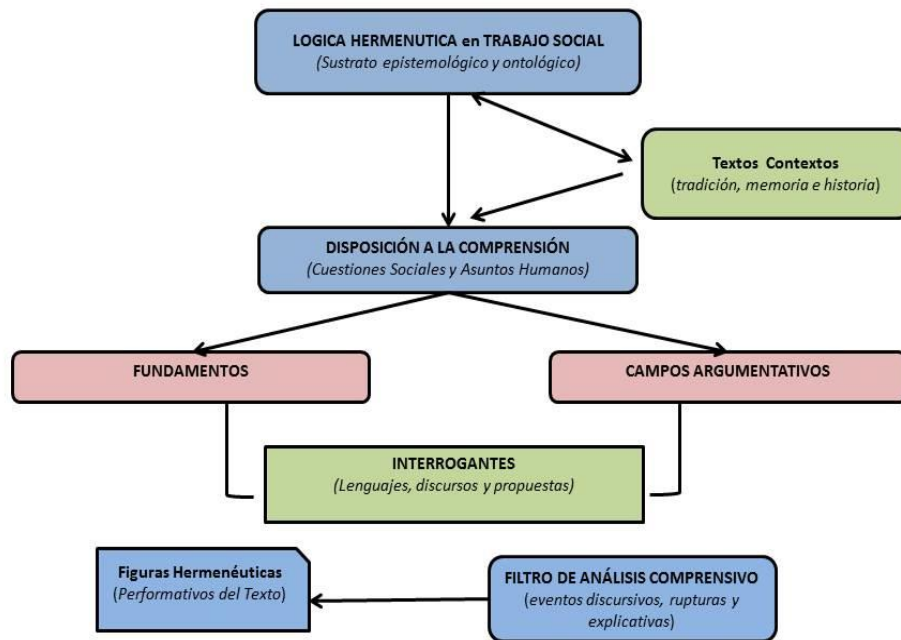 LOGICA HERMENUTICA en TRABAJO SOCIAL
(Sustrato epistemológico y ontológico)
Textos Contextos
(tradición, memoria e historia)
DISPOSICIÓN A LA COMPRENSIÓN
(Cuestiones Sociales y Asuntos Humanos)
FUNDAMENTOS
CAMPOS ARGUMENTATIVOS
INTERROGANTES
(Lenguajes, discursos y propuestas)
Figuras Hermenéuticas
(Performativos del Texto)
FILTRO DE ANÁLISIS COMPRENSIVO
(eventos discursivos, rupturas y
explicativas)